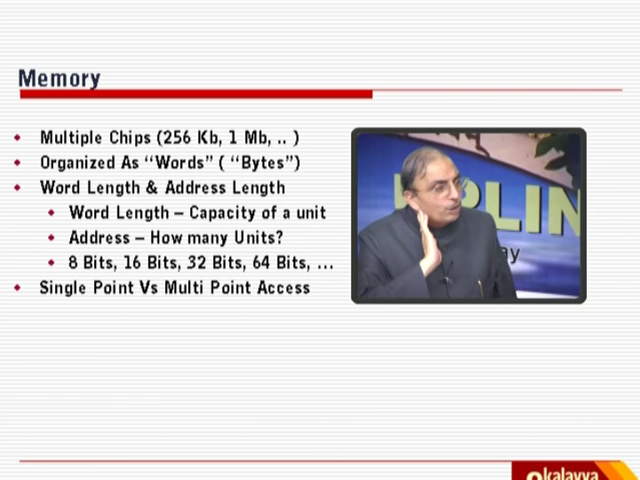 Memory
Multiple Chips (256 Kb, 1 Mb, .. )
Organized As “Words” ( “Bytes”)
Word Length & Address Length
Word Length – Capacity of a unit
Address – How many Units?
8 Bits, 16 Bits, 32 Bits, 64 Bits, ...
Single Point Vs Multi Point Access